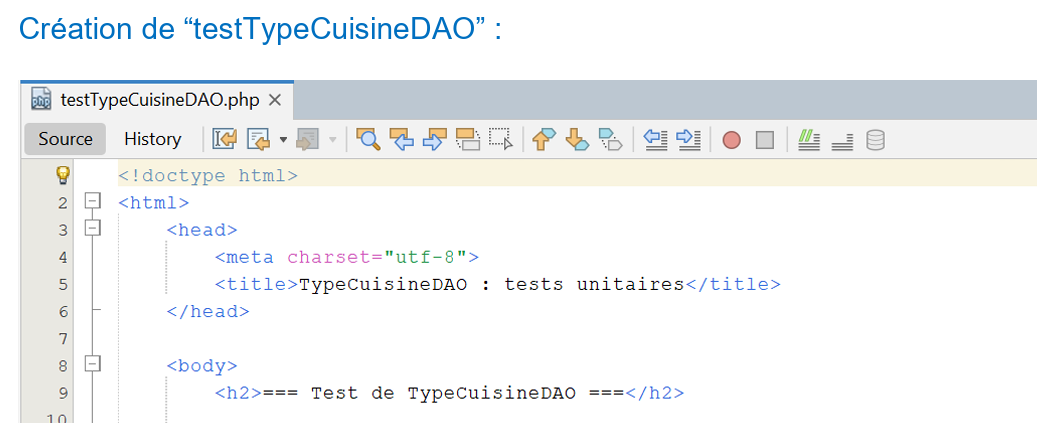 Création de “testTypeCuisineDAO” :
testTypeCuisineDAO.php
Source History
<!doctype html>
2 <html>
3 <head>
4 <meta charset="utf-8">
5 <title>TypeCuisineDAO : tests unitaires</title>
6 </head>
7
8 <body>
9 <h2>=== Test de TypeCuisineDAO ===</h2>
10